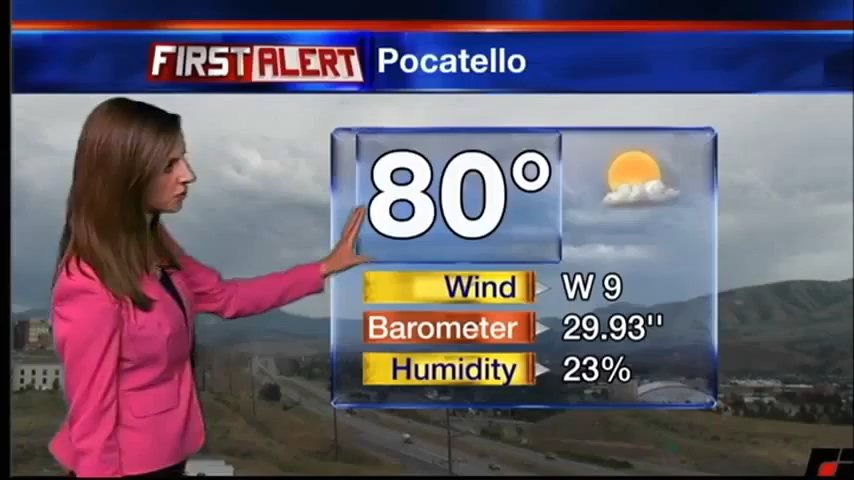 FIRST ALERT Pocatello
80°
Wind W 9
Barometer 29.93"
Humidity 23%